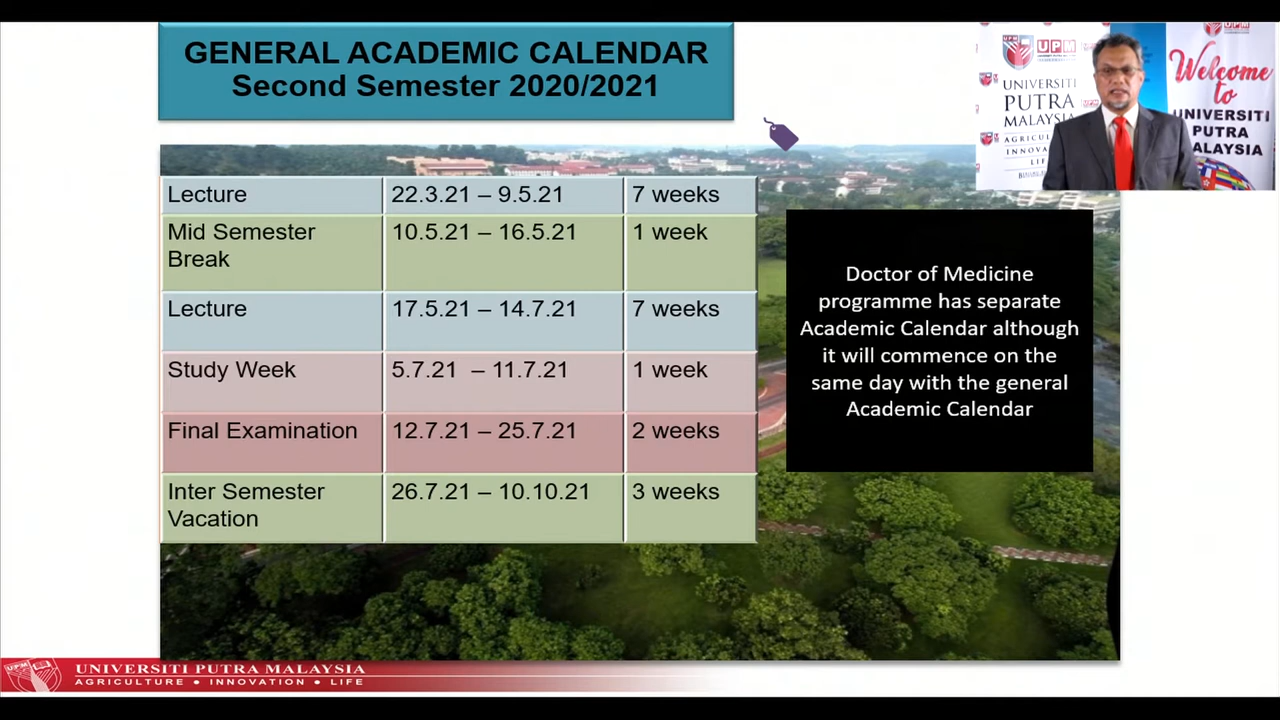 GENERAL ACADEMIC CALENDAR
Second Semester 2020/2021
UPM
UNIVERSITI
PUTRA
MALAYSIA
Welcome
to
UNIVERSITI
PUTRA
MALAYSIA
Lecture 22.3.21 – 9.5.21 7 weeks
Mid Semester 10.5.21 – 16.5.21 1 week
Break
Lecture 17.5.21 – 14.7.21 7 weeks
Study Week 5.7.21 – 11.7.21 1 week
Final Examination 12.7.21 – 25.7.21 2 weeks
Inter Semester 26.7.21 – 10.10.21 3 weeks
Vacation
Doctor of Medicine
programme has separate
Academic Calendar although
it will commence on the
same day with the general
Academic Calendar
UPM
UNIVERSITI PUTRA MALAYSIA
AGRICULTURE • INNOVATION • LIFE